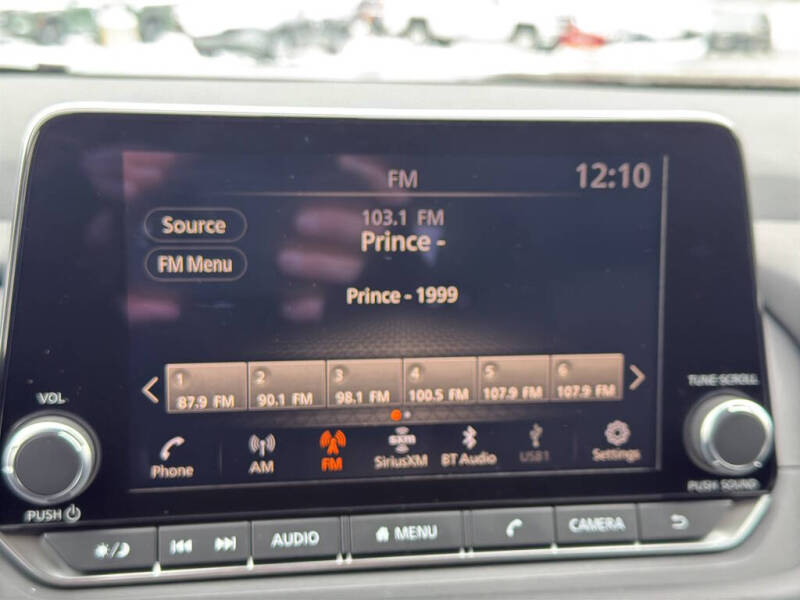 FM 12:10
Source
103.1 FM
Prince -
FM Menu
Prince - 1999
1 2 3 4 5 6
87.9 FM 90.1 FM 98.1 FM 100.5 FM 107.9 FM 107.9 FM
VOL TUNE·SCROLL
Phone AM FM SXM SiriusXM BT Audio USB1 Settings
PUSH PUSH SOUND
AUDIO MENU CAMERA